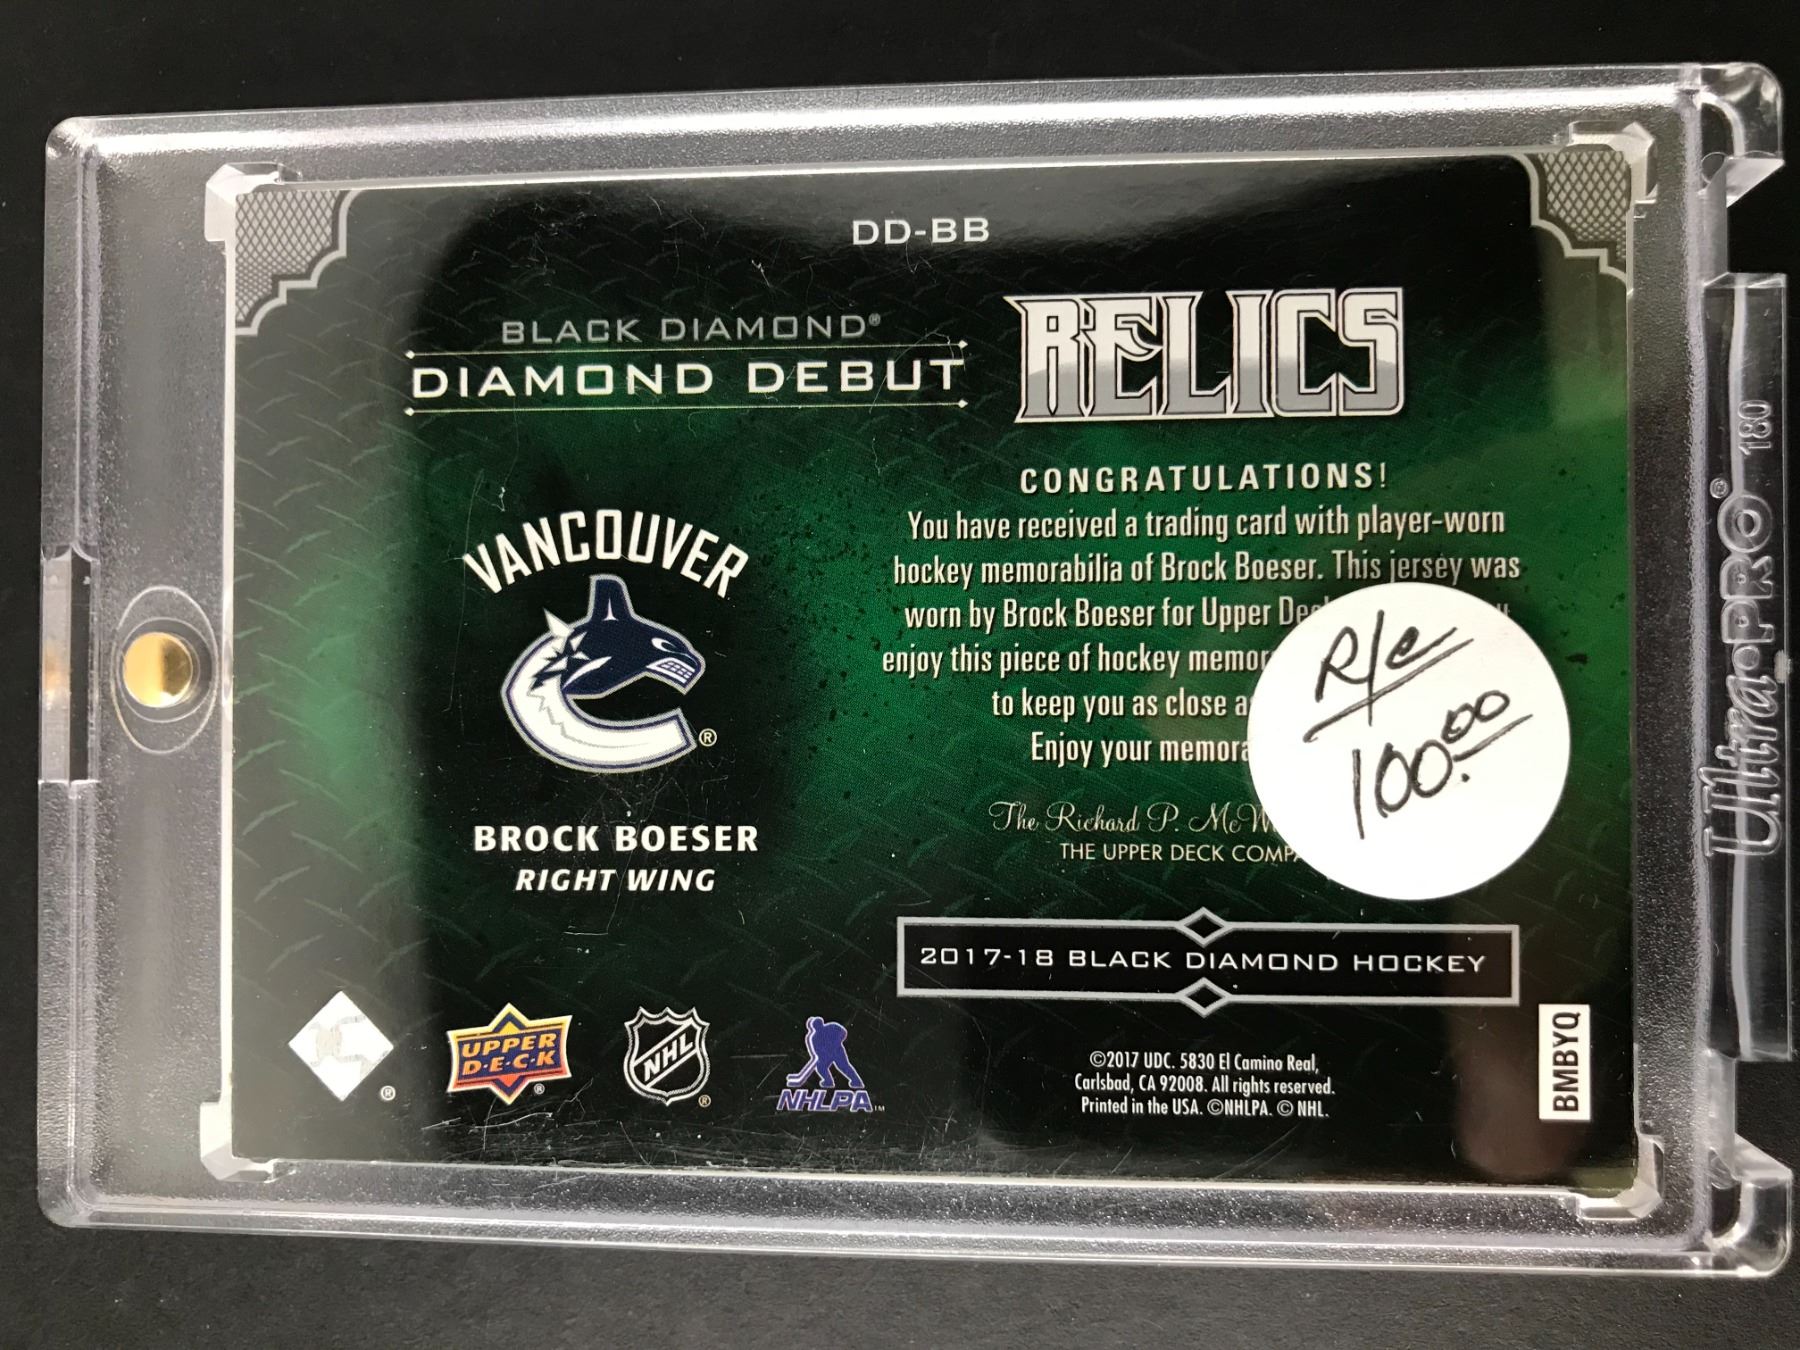 DD-BB
BLACK DIAMOND®
DIAMOND DEBUT
RELICS
VANCOUVER
®
BROCK BOESER
RIGHT WING
CONGRATULATIONS!
You have received a trading card with player-worn
hockey memorabilia of Brock Boeser. This jersey was
worn by Brock Boeser for Upper
enjoy this piece of hockey
to keep you as close
Enjoy your
The Richard P.
THE UPPER DECK
R/C
100.00
2017-18 BLACK DIAMOND HOCKEY
®
UPPER
D·E·C·K
®
NHL
®
NHLPA™
©2017 UDC. 5830 El Camino Real,
Carlsbad, CA 92008. All rights reserved.
Printed in the USA. ©NHLPA. © NHL.
BMBYQ
Ultra•PRO® 180